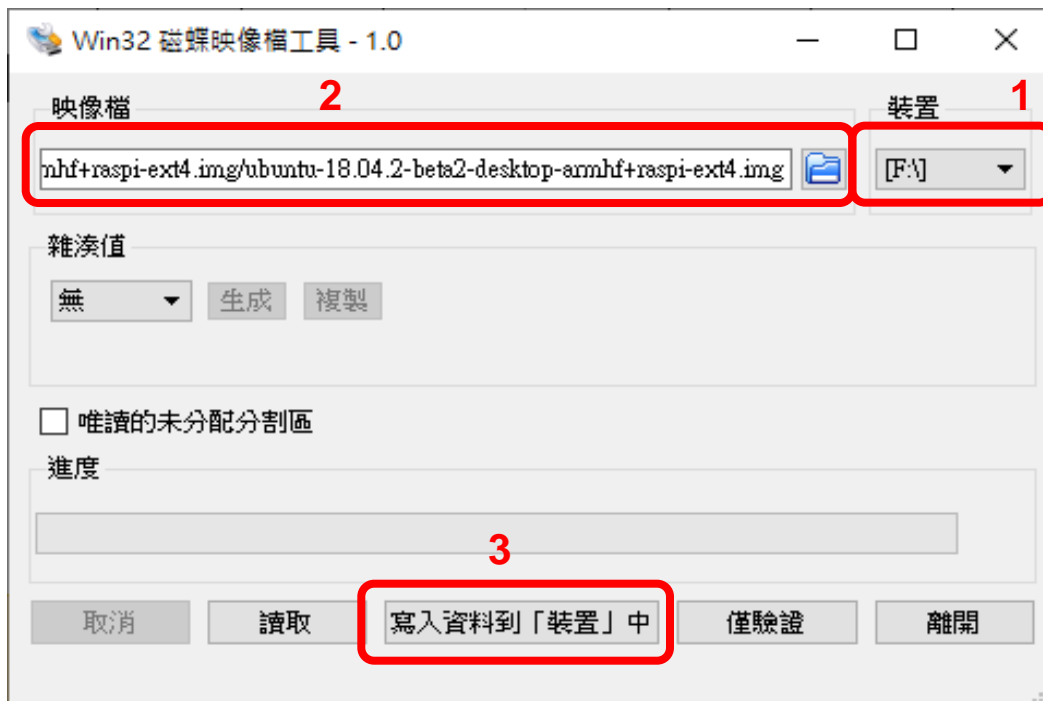 Win32 磁蝶映像檔工具 - 1.0
映像檔 2 裝置 1
mhf+raspi-ext4.img/ubuntu-18.04.2-beta2-desktop-armhf+raspi-ext4.img [F:\]
雜湊值
無 生成 複製
唯讀的未分配分割區
進度
3
取消 讀取 寫入資料到「裝置」中 僅驗證 離開